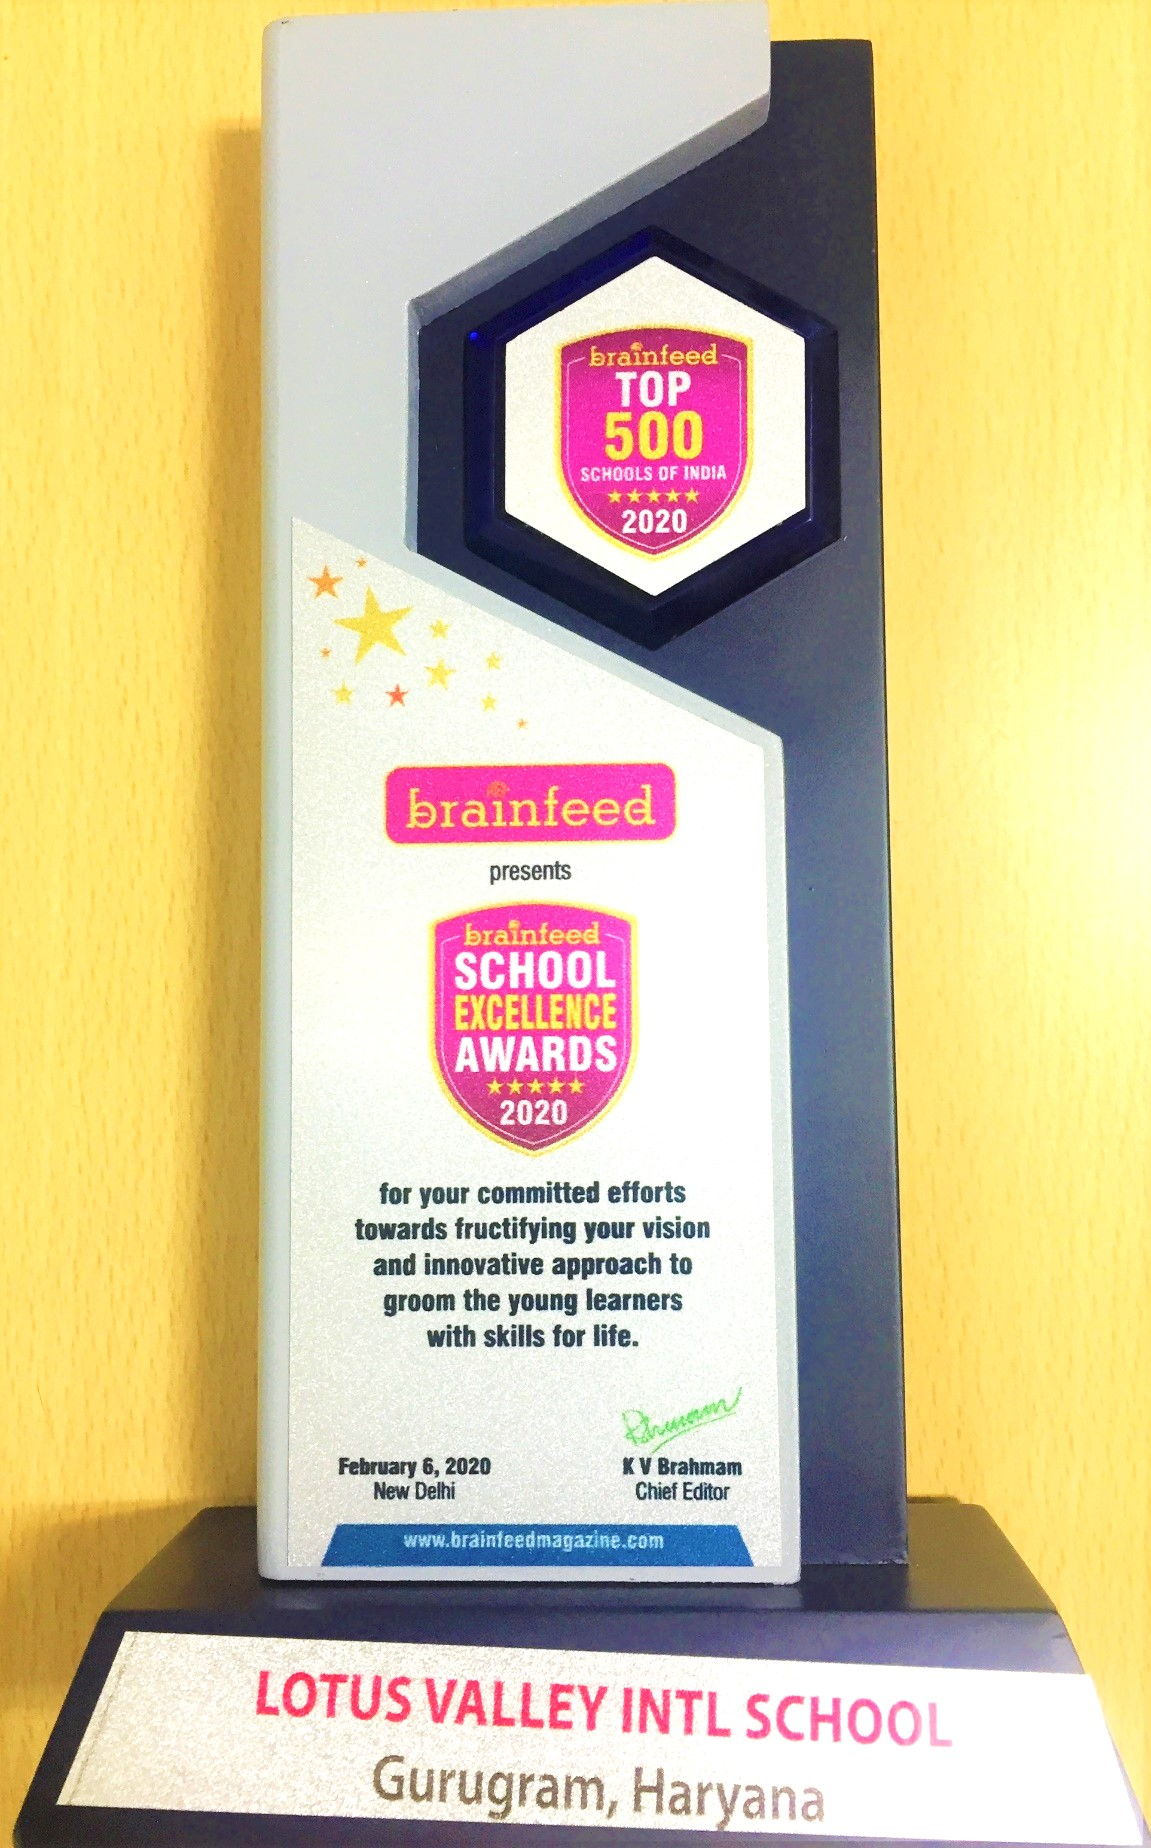 brainfeed
TOP
500
SCHOOLS OF INDIA
2020
brainfeed
presents
brainfeed
SCHOOL
EXCELLENCE
AWARDS
2020
for your committed efforts
towards fructifying your vision
and innovative approach to
groom the young learners
with skills for life.
February 6, 2020
New Delhi
K V Brahmam
Chief Editor
www.brainfeedmagazine.com
LOTUS VALLEY INTL SCHOOL
Gurugram, Haryana